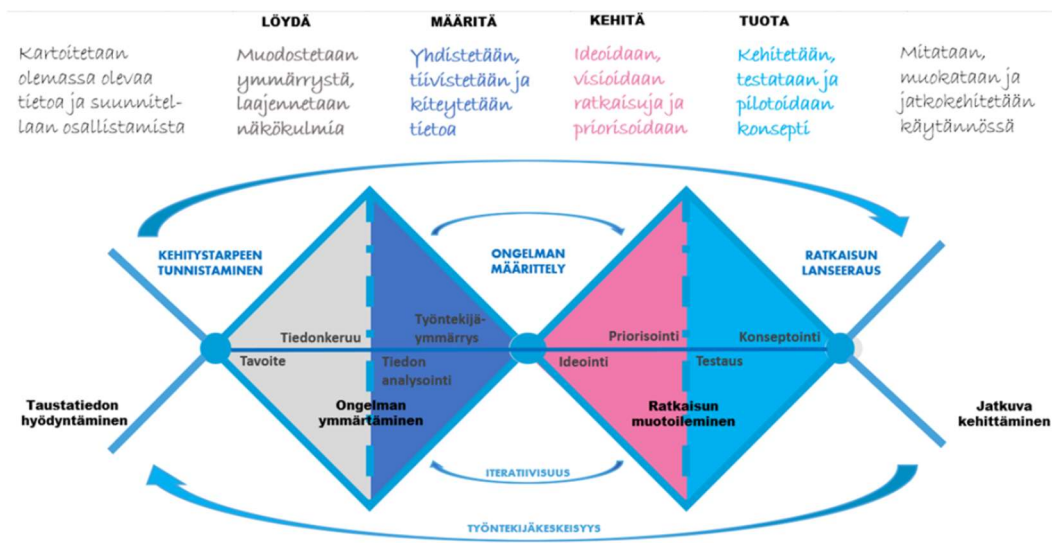 LÖYDÄ
MÄÄRITÄ
KEHITÄ
TUOTA
Kartoitetaan
olemassa olevaa
tietoa ja suunnitel-
laan osallistamista
Muodostetaan
ymmärrystä,
laajennetaan
näkökulmia
Yhdistetään,
tiivistetään ja
kiteytetään
tietoa
Ideoidaan,
visioidaan
ratkaisuja ja
priorisoidaan
Kehitetään,
testataan ja
pilotoidaan
konsepti
Mitataan,
muokataan ja
jatkokehitetään
käytännössä
KEHITYSTARPEEN
TUNNISTAMINEN
ONGELMAN
MÄÄRITTELY
RATKAISUN
LANSEERAUS
Tiedonkeruu
Työntekijä-
ymmärrys
Priorisointi
Konseptointi
Tavoite
Tiedon
analysointi
Ideointi
Testaus
Taustatiedon
hyödyntäminen
Ongelman
ymmärtäminen
Ratkaisun
muotoileminen
Jatkuva
kehittäminen
ITERATIIVISUUS
TYÖNTEKIJÄKESKEISYYS